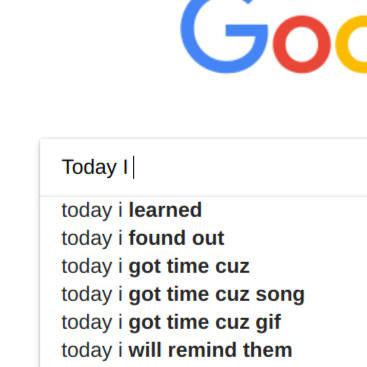 Goo
Today I
today i learned
today i found out
today i got time cuz
today i got time cuz song
today i got time cuz gif
today i will remind them